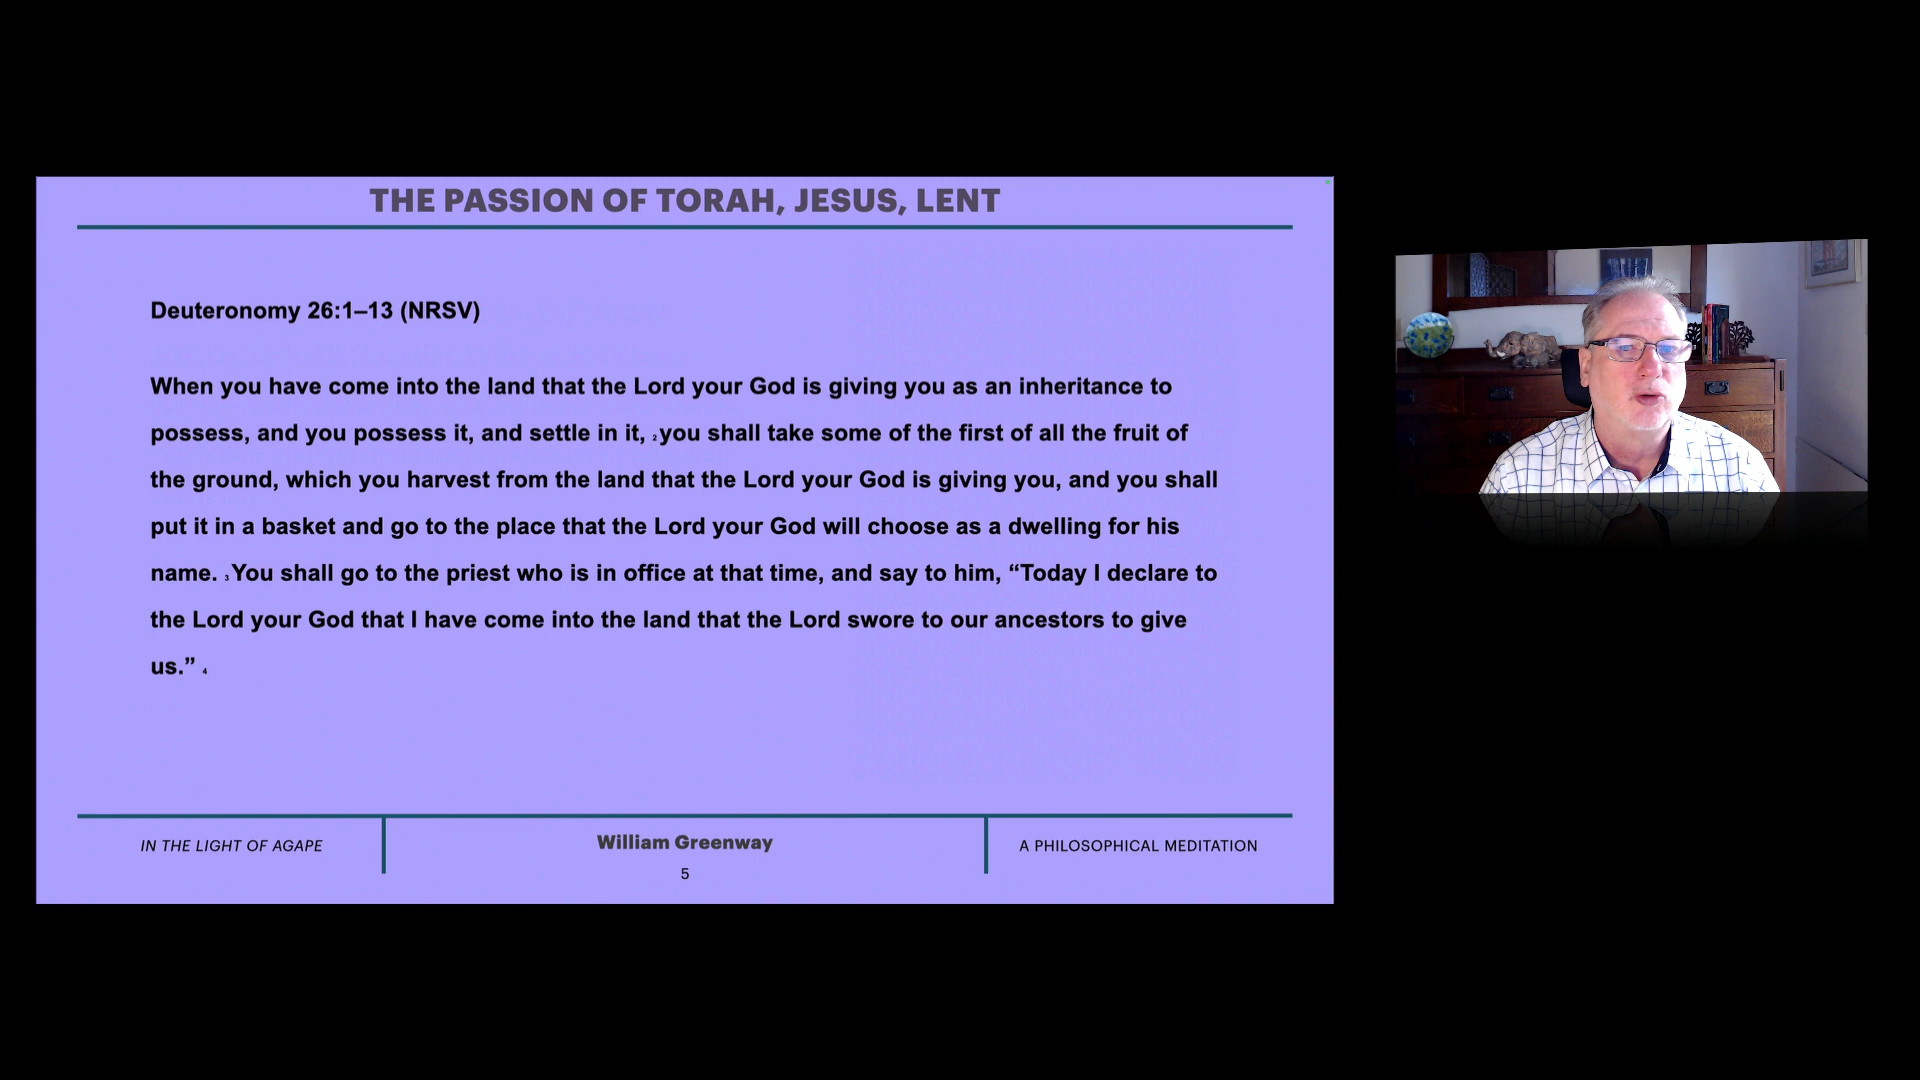 THE PASSION OF TORAH, JESUS, LENT
Deuteronomy 26:1–13 (NRSV)
When you have come into the land that the Lord your God is giving you as an inheritance to
possess, and you possess it, and settle in it, 2 you shall take some of the first of all the fruit of
the ground, which you harvest from the land that the Lord your God is giving you, and you shall
put it in a basket and go to the place that the Lord your God will choose as a dwelling for his
name. 3 You shall go to the priest who is in office at that time, and say to him, “Today I declare to
the Lord your God that I have come into the land that the Lord swore to our ancestors to give
us.” 4
IN THE LIGHT OF AGAPE
William Greenway
5
A PHILOSOPHICAL MEDITATION